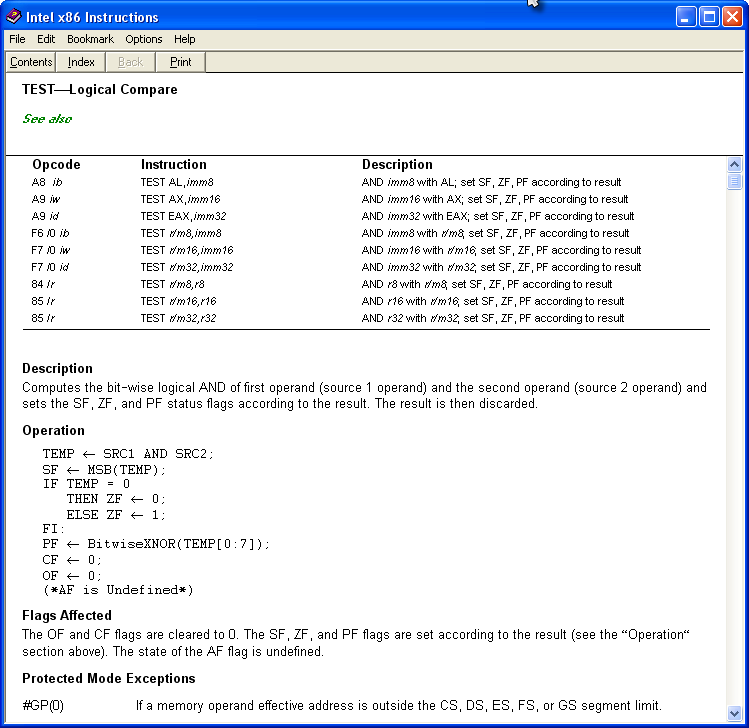 Intel x86 Instructions
File Edit Bookmark Options Help
Contents Index Back Print
TEST—Logical Compare
See also
Opcode Instruction Description
A8 ib TEST AL,imm8 AND imm8 with AL; set SF, ZF, PF according to result
A9 iw TEST AX,imm16 AND imm16 with AX; set SF, ZF, PF according to result
A9 id TEST EAX,imm32 AND imm32 with EAX; set SF, ZF, PF according to result
F6 /0 ib TEST r/m8,imm8 AND imm8 with r/m8; set SF, ZF, PF according to result
F7 /0 iw TEST r/m16,imm16 AND imm16 with r/m16; set SF, ZF, PF according to result
F7 /0 id TEST r/m32,imm32 AND imm32 with r/m32; set SF, ZF, PF according to result
84 /r TEST r/m8,r8 AND r8 with r/m8; set SF, ZF, PF according to result
85 /r TEST r/m16,r16 AND r16 with r/m16; set SF, ZF, PF according to result
85 /r TEST r/m32,r32 AND r32 with r/m32; set SF, ZF, PF according to result
Description
Computes the bit-wise logical AND of first operand (source 1 operand) and the second operand (source 2 operand) and
sets the SF, ZF, and PF status flags according to the result. The result is then discarded.
Operation
TEMP ← SRC1 AND SRC2;
SF ← MSB(TEMP);
IF TEMP = 0
THEN ZF ← 0;
ELSE ZF ← 1;
FI:
PF ← BitwiseXNOR(TEMP[0:7]);
CF ← 0;
OF ← 0;
(*AF is Undefined*)
Flags Affected
The OF and CF flags are cleared to 0. The SF, ZF, and PF flags are set according to the result (see the “Operation“
section above). The state of the AF flag is undefined.
Protected Mode Exceptions
#GP(0) If a memory operand effective address is outside the CS, DS, ES, FS, or GS segment limit.